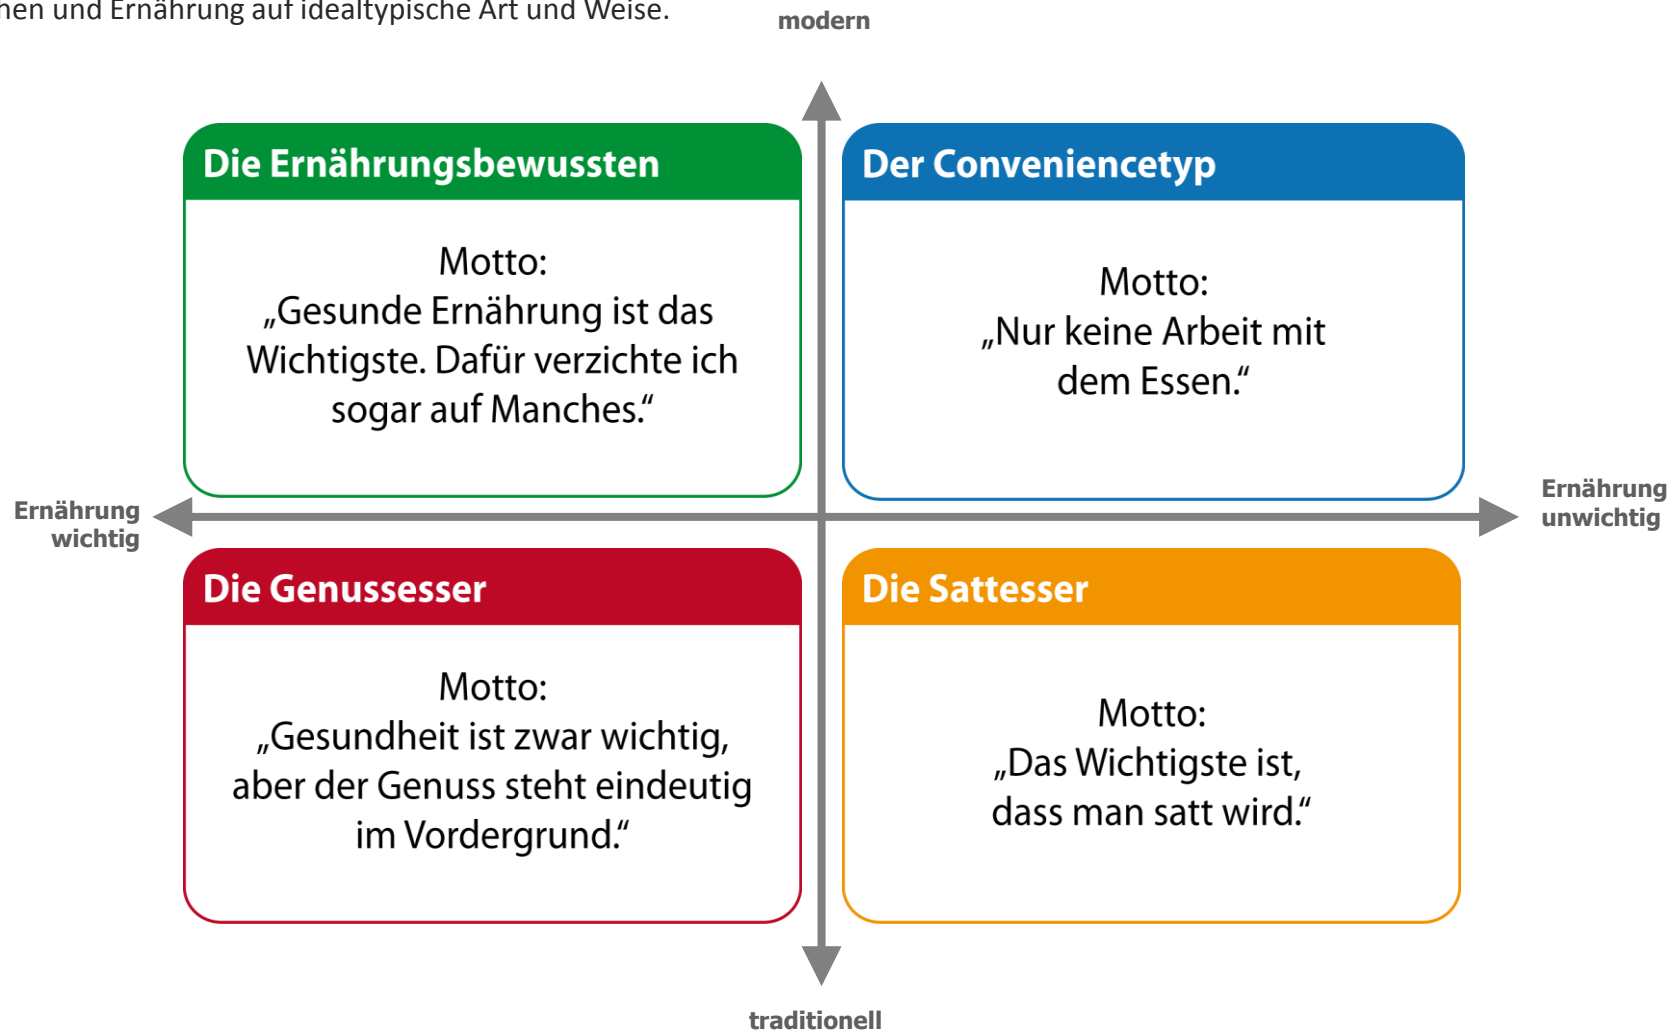 und Ernährung auf idealtypische Art und Weise.
modern
Die Ernährungsbewussten
Motto:
„Gesunde Ernährung ist das
Wichtigste. Dafür verzichte ich
sogar auf Manches.“
Der Conveniencetyp
Motto:
„Nur keine Arbeit mit
dem Essen.“
Ernährung
wichtig
Ernährung
unwichtig
Die Genussesser
Motto:
„Gesundheit ist zwar wichtig,
aber der Genuss steht eindeutig
im Vordergrund.“
Die Sattesser
Motto:
„Das Wichtigste ist,
dass man satt wird.“
traditionell